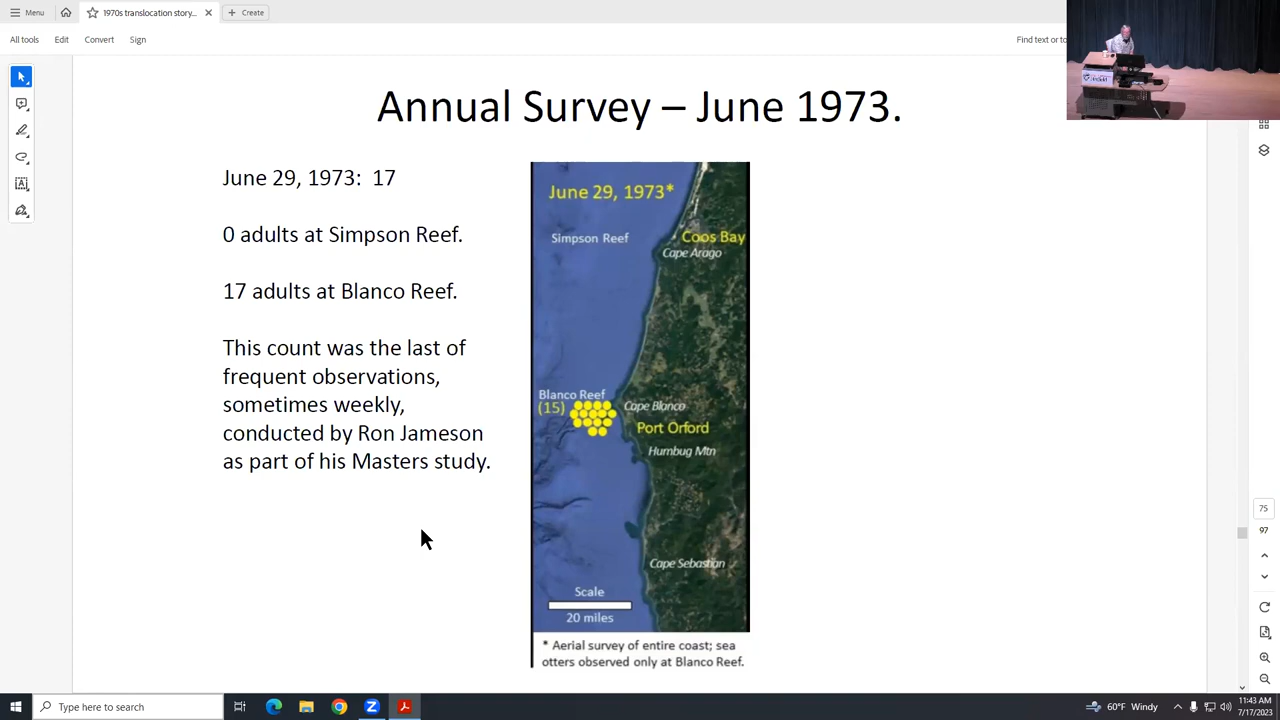 Menu
1970s translocation story...
Create
All tools
Edit
Convert
Sign
Find text or to
Annual Survey – June 1973.
June 29, 1973:  17
0 adults at Simpson Reef.
17 adults at Blanco Reef.
This count was the last of
frequent observations,
sometimes weekly,
conducted by Ron Jameson
as part of his Masters study.
June 29, 1973*
Simpson Reef
Coos Bay
Cape Arago
Blanco Reef
(15)
Cape Blanco
Port Orford
Humbug Mtn
Cape Sebastian
Scale
20 miles
* Aerial survey of entire coast; sea
otters observed only at Blanco Reef.
75
97
Type here to search
60°F Windy
11:43 AM
7/17/2023